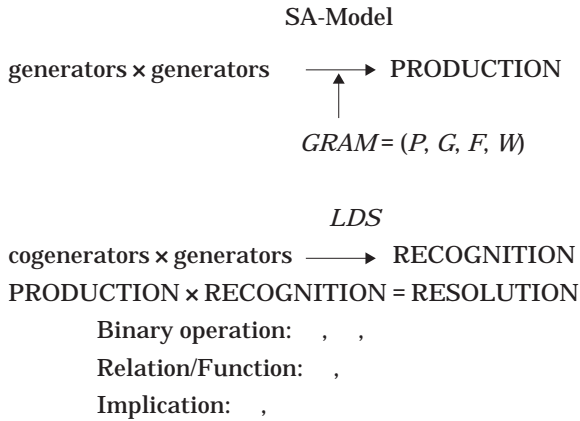 SA-Model
generators × generators PRODUCTION
GRAM = (P, G, F, W)
LDS
cogenerators × generators RECOGNITION
PRODUCTION × RECOGNITION = RESOLUTION
Binary operation: , ,
Relation/Function: ,
Implication: ,